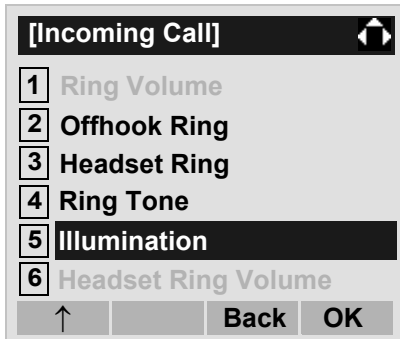 [Incoming Call]
1 Ring Volume
2 Offhook Ring
3 Headset Ring
4 Ring Tone
5 Illumination
6 Headset Ring Volume
↑ Back OK